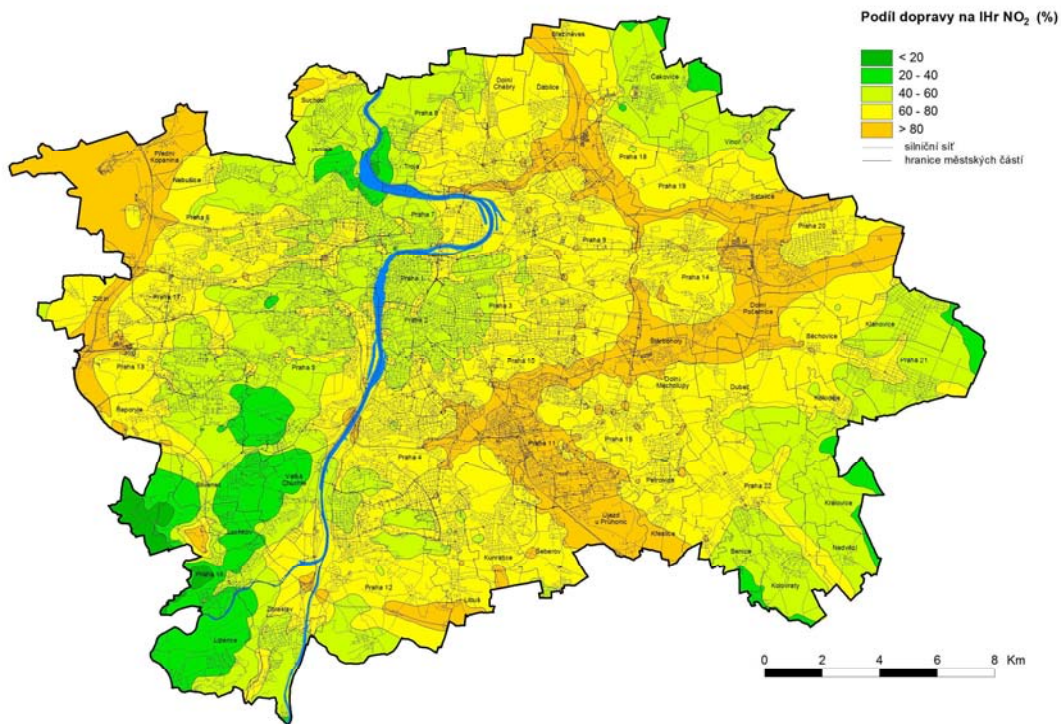 Podíl dopravy na IHr NO2 (%)
< 20
20 - 40
40 - 60
60 - 80
> 80
silniční síť
hranice městských částí
Březiněves
Čakovice
Dolní Chabry
Ďáblice
Suchdol
Praha 8
Přední Kopanina
Nebušice
Lysolaje
Troja
Praha 18
Vinoř
Praha 19
Satalice
Praha 6
Praha 7
Praha 20
Praha 9
Praha 14
Zličín
Praha 17
Praha 1
Praha 3
Dolní Počernice
Praha 2
Klánovice
Štěrboholy
Běchovice
Praha 21
Praha 13
Praha 10
Dolní Měcholupy
Dubeč
Koloděje
Řeporyje
Praha 4
Praha 11
Praha 15
Slivenec
Velká Chuchle
Petrovice
Praha 22
Královice
Lochkov
Újezd u Průhonic
Křeslice
Nedvězí
Benice
Kunratice
Šeberov
Kolovraty
Praha 12
Libuš
Zbraslav
Lipence
0 2 4 6 8 Km